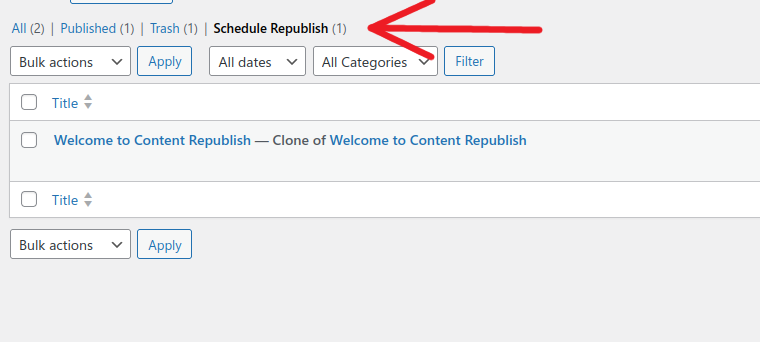 All (2) | Published (1) | Trash (1) | Schedule Republish (1)
Bulk actions Apply All dates All Categories Filter
Title
Welcome to Content Republish — Clone of Welcome to Content Republish
Title
Bulk actions Apply